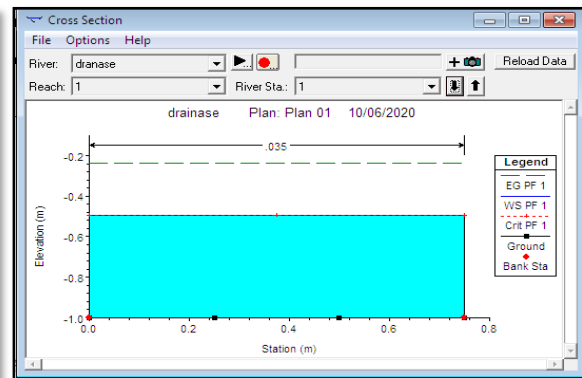 Cross Section
File Options Help
River: dranase
Reload Data
Reach: 1 River Sta.: 1
drainase Plan: Plan 01 10/06/2020
.035
Legend
EG PF 1
WS PF 1
Crit PF 1
Ground
Bank Sta
-0.2
-0.4
-0.6
-0.8
-1.0
Elevation (m)
0.0 0.2 0.4 0.6 0.8
Station (m)